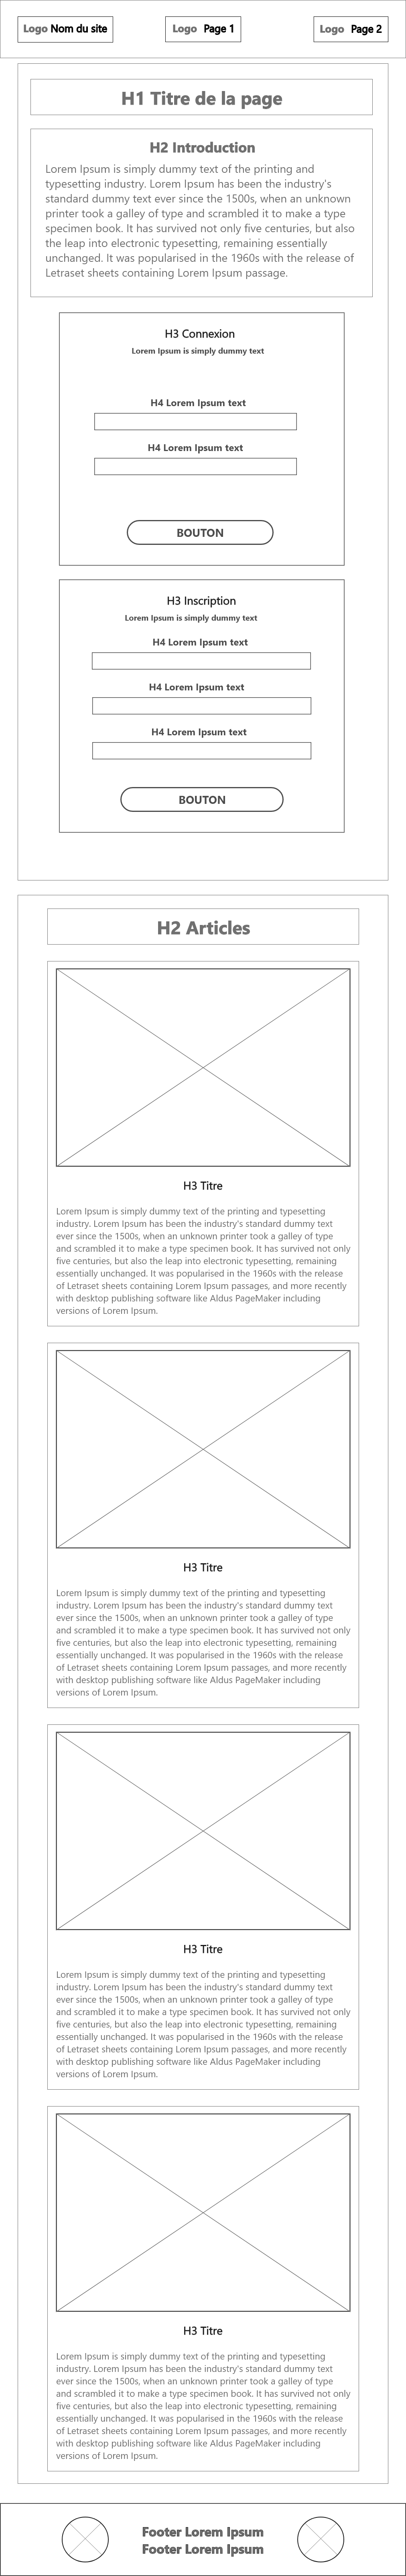 Logo Nom du site
Logo Page 1
Logo Page 2
H1 Titre de la page
H2 Introduction
Lorem Ipsum is simply dummy text of the printing and
typesetting industry. Lorem Ipsum has been the industry's
standard dummy text ever since the 1500s, when an unknown
printer took a galley of type and scrambled it to make a type
specimen book. It has survived not only five centuries, but also
the leap into electronic typesetting, remaining essentially
unchanged. It was popularised in the 1960s with the release of
Letraset sheets containing Lorem Ipsum passage.
H3 Connexion
Lorem Ipsum is simply dummy text
H4 Lorem Ipsum text
H4 Lorem Ipsum text
BOUTON
H3 Inscription
Lorem Ipsum is simply dummy text
H4 Lorem Ipsum text
H4 Lorem Ipsum text
H4 Lorem Ipsum text
BOUTON
H2 Articles
H3 Titre
Lorem Ipsum is simply dummy text of the printing and typesetting
industry. Lorem Ipsum has been the industry's standard dummy text
ever since the 1500s, when an unknown printer took a galley of type
and scrambled it to make a type specimen book. It has survived not only
five centuries, but also the leap into electronic typesetting, remaining
essentially unchanged. It was popularised in the 1960s with the release
of Letraset sheets containing Lorem Ipsum passages, and more recently
with desktop publishing software like Aldus PageMaker including
versions of Lorem Ipsum.
H3 Titre
Lorem Ipsum is simply dummy text of the printing and typesetting
industry. Lorem Ipsum has been the industry's standard dummy text
ever since the 1500s, when an unknown printer took a galley of type
and scrambled it to make a type specimen book. It has survived not only
five centuries, but also the leap into electronic typesetting, remaining
essentially unchanged. It was popularised in the 1960s with the release
of Letraset sheets containing Lorem Ipsum passages, and more recently
with desktop publishing software like Aldus PageMaker including
versions of Lorem Ipsum.
H3 Titre
Lorem Ipsum is simply dummy text of the printing and typesetting
industry. Lorem Ipsum has been the industry's standard dummy text
ever since the 1500s, when an unknown printer took a galley of type
and scrambled it to make a type specimen book. It has survived not only
five centuries, but also the leap into electronic typesetting, remaining
essentially unchanged. It was popularised in the 1960s with the release
of Letraset sheets containing Lorem Ipsum passages, and more recently
with desktop publishing software like Aldus PageMaker including
versions of Lorem Ipsum.
H3 Titre
Lorem Ipsum is simply dummy text of the printing and typesetting
industry. Lorem Ipsum has been the industry's standard dummy text
ever since the 1500s, when an unknown printer took a galley of type
and scrambled it to make a type specimen book. It has survived not only
five centuries, but also the leap into electronic typesetting, remaining
essentially unchanged. It was popularised in the 1960s with the release
of Letraset sheets containing Lorem Ipsum passages, and more recently
with desktop publishing software like Aldus PageMaker including
versions of Lorem Ipsum.
Footer Lorem Ipsum
Footer Lorem Ipsum